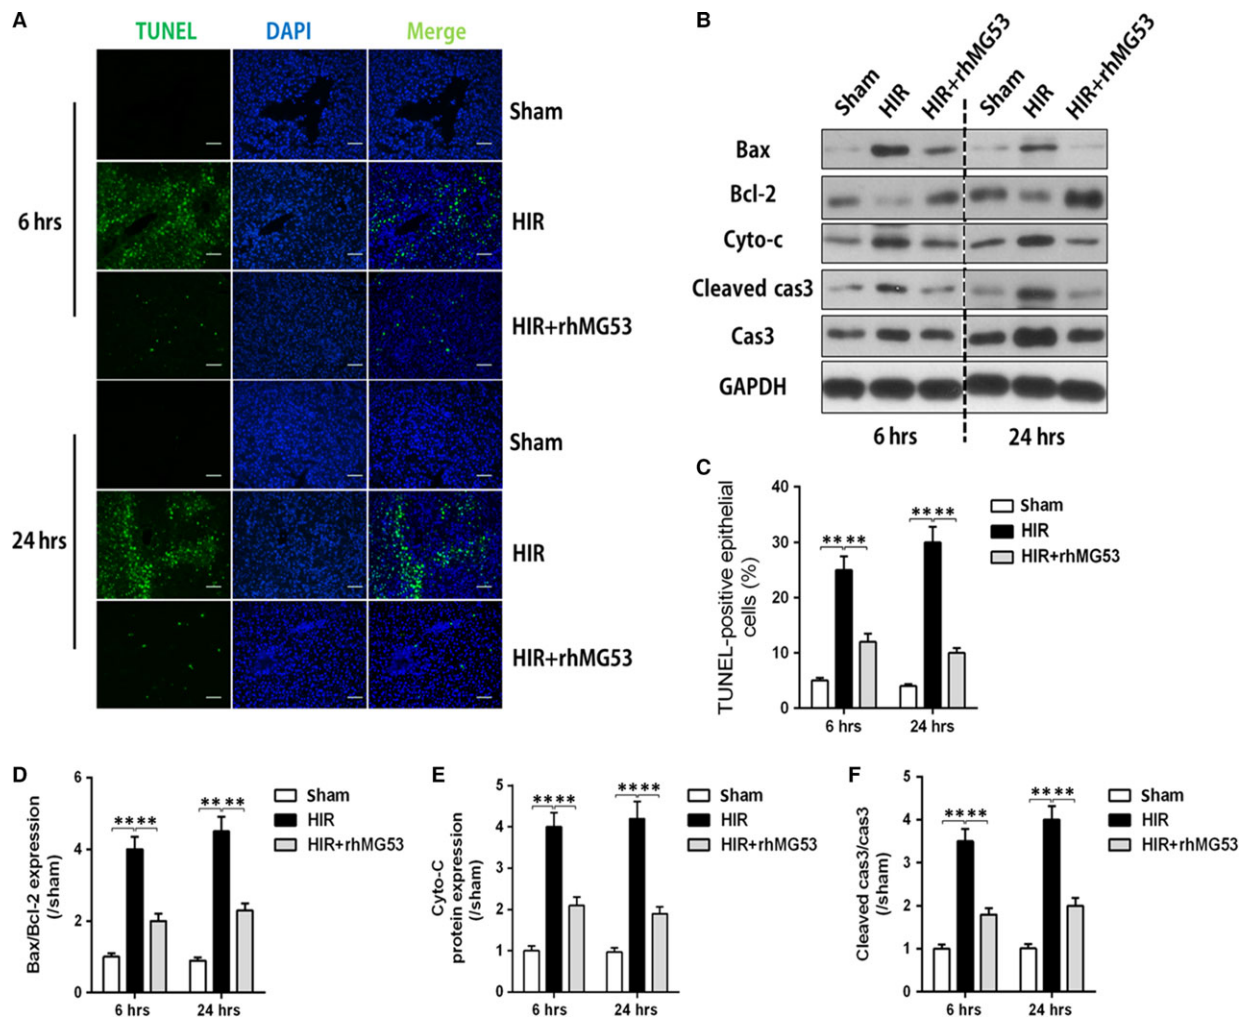 A
TUNEL DAPI Merge
6 hrs
Sham
HIR
HIR+rhMG53
24 hrs
Sham
HIR
HIR+rhMG53
B
Sham HIR HIR+rhMG53 Sham HIR HIR+rhMG53
Bax
Bcl-2
Cyto-c
Cleaved cas3
Cas3
GAPDH
6 hrs 24 hrs
C
TUNEL-positive epithelial
cells (%)
40
30
20
10
0
**** ****
6 hrs 24 hrs
Sham
HIR
HIR+rhMG53
D
Bax/Bcl-2 expression
(/sham)
6
4
2
0
**** ****
6 hrs 24 hrs
Sham
HIR
HIR+rhMG53
E
Cyto-C
protein expression
(/sham)
5
4
3
2
1
0
**** ****
6 hrs 24 hrs
Sham
HIR
HIR+rhMG53
F
Cleaved cas3/cas3
(/sham)
5
4
3
2
1
0
**** ****
6 hrs 24 hrs
Sham
HIR
HIR+rhMG53